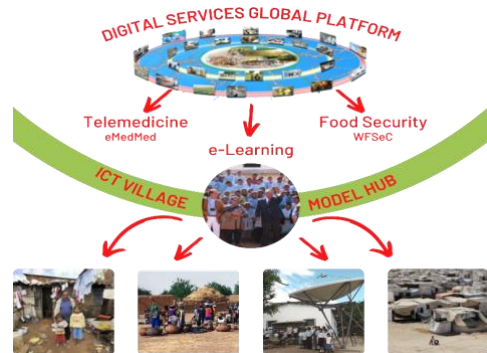 DIGITAL SERVICES GLOBAL PLATFORM
Telemedicine
eMedMed
Food Security
WFSeC
e-Learning
ICT VILLAGE
MODEL HUB